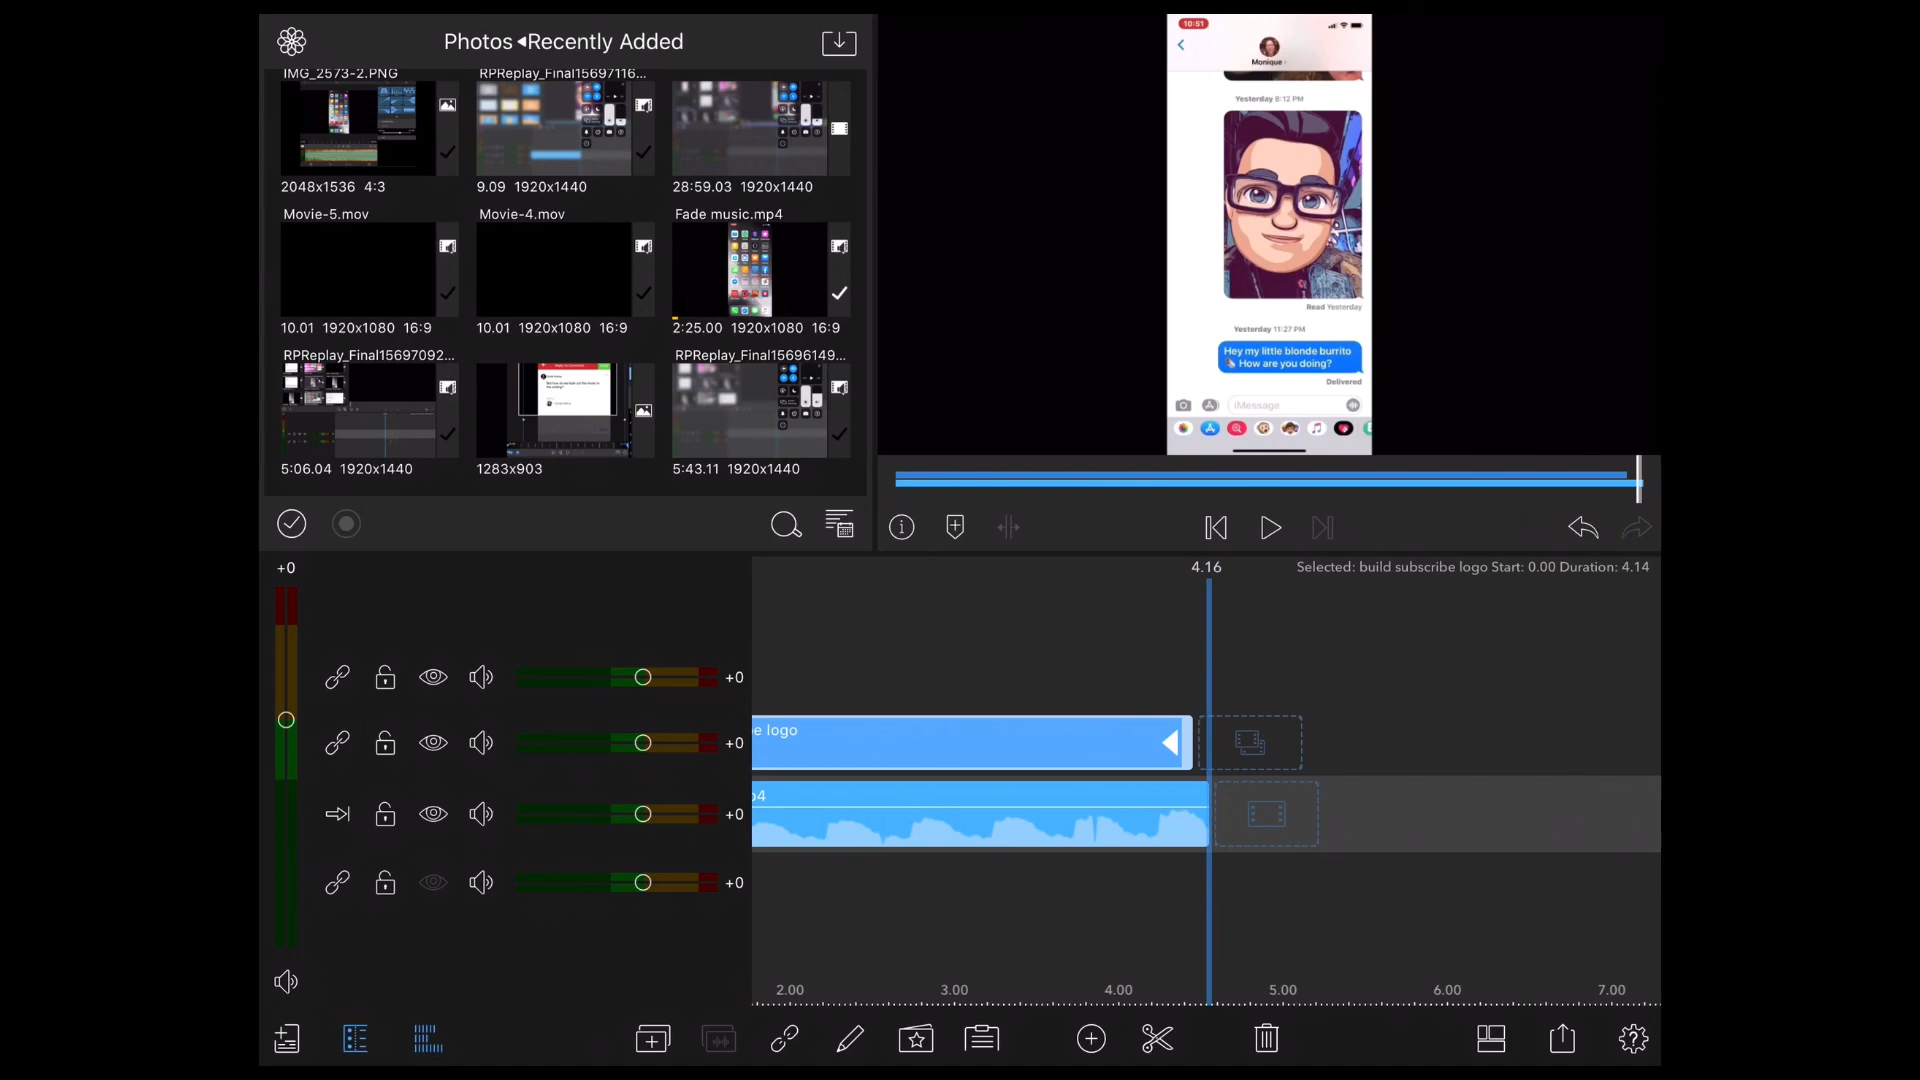 Photos ◂Recently Added
IMG_2573-2.PNG
RPReplay_Final15697116...
2048x1536 4:3
9.09 1920x1440
28:59.03 1920x1440
Movie-5.mov
Movie-4.mov
Fade music.mp4
10.01 1920x1080 16:9
10.01 1920x1080 16:9
2:25.00 1920x1080 16:9
RPReplay_Final15697092...
RPReplay_Final15696149...
5:06.04 1920x1440
1283x903
5:43.11 1920x1440
10:51
Monique
Yesterday 8:12 PM
Read Yesterday
Yesterday 11:27 PM
Hey my little blonde burrito
How are you doing?
Delivered
iMessage
+0
4.16
Selected: build subscribe logo Start: 0.00 Duration: 4.14
+0
e logo
+0
p4
+0
+0
2.00 3.00 4.00 5.00 6.00 7.00